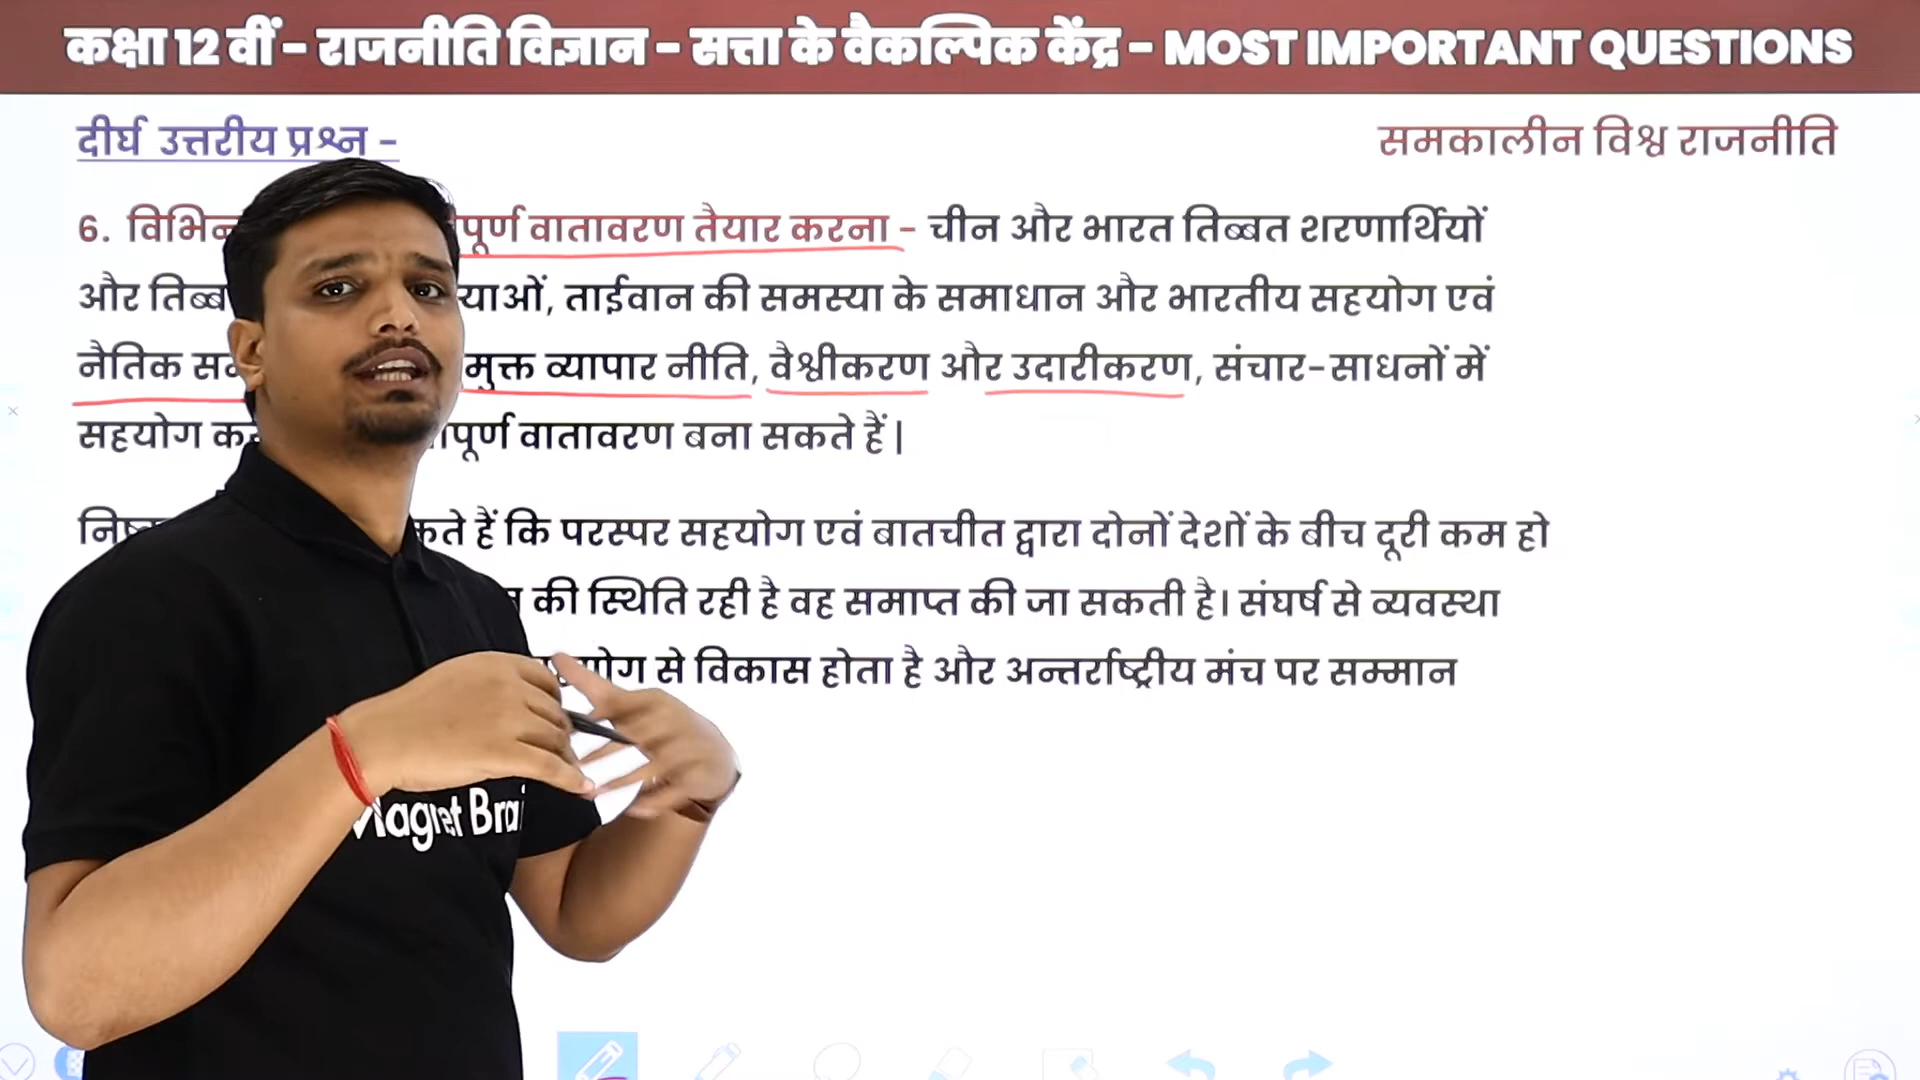 कक्षा 12 वीं - राजनीति विज्ञान - सत्ता के वैकल्पिक केंद्र - MOST IMPORTANT QUESTIONS
दीर्घ उत्तरीय प्रश्न -
समकालीन विश्व राजनीति
6. पूर्ण वातावरण तैयार करना - चीन और भारत तिब्बत शरणार्थियों
और ताईवान की समस्या के समाधान और भारतीय सहयोग एवं
नैतिक मुक्त व्यापार नीति, वैश्वीकरण और उदारीकरण, संचार-साधनों में
सहयोग वातावरण बना सकते हैं |
हैं कि परस्पर सहयोग एवं बातचीत द्वारा दोनों देशों के बीच दूरी कम हो
की स्थिति रही है वह समाप्त की जा सकती है। संघर्ष से व्यवस्था
से विकास होता है और अन्तर्राष्ट्रीय मंच पर सम्मान